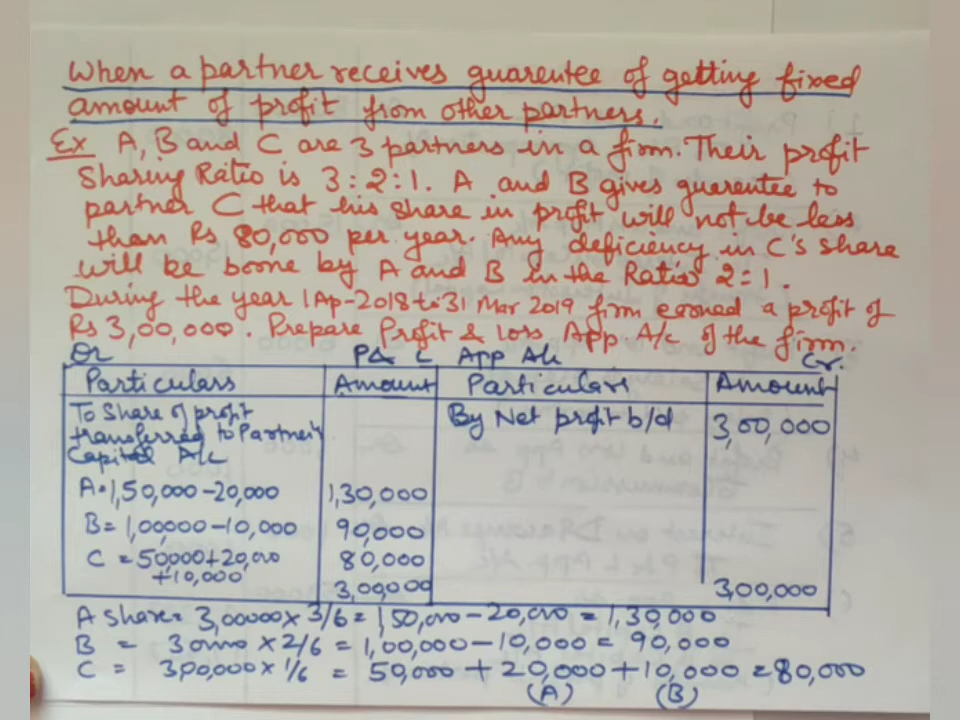 When a partner receives guarentee of getting fixed
amount of profit from other partners.
Ex A, B and C are 3 partners in a firm. Their profit
Sharing Ratio is 3:2:1. A and B gives guarentee to
partner C that his share in profit will not be less
than Rs 80,000 per year. Any deficiency in C's share
will be borne by A and B in the Ratio 2:1.
During the year 1 Ap-2018 to 31 Mar 2019 firm earned a profit of
Rs 3,00,000. Prepare Profit & loss App A/c of the firm.
Dr P & L App A/c Cr.
Particulars Amount Particulars Amount
To Share of profit By Net profit b/d 3,00,000
transferred to Partner's
Capital A/c
A = 1,50,000 - 20,000 1,30,000
B = 1,00000 - 10,000 90,000
C = 50,000 + 20,000 80,000
+ 10,000
3,00,000 3,00,000
A Share = 3,00000 x 3/6 = 1,50,000 - 20,000 = 1,30,000
B = 300000 x 2/6 = 1,00,000 - 10,000 = 90,000
C = 300,000 x 1/6 = 50,000 + 20,000 + 10,000 = 80,000
(A) (B)